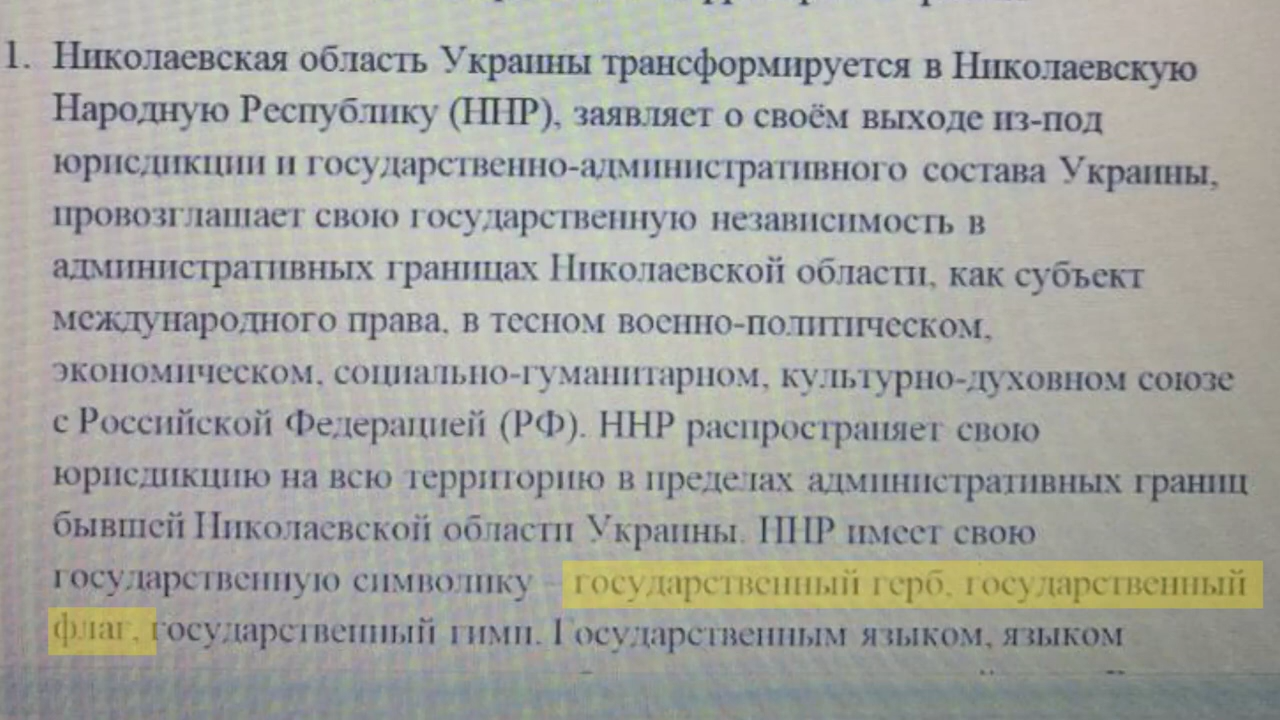 1. Николаевская область Украины трансформируется в Николаевскую
Народную Республику (ННР), заявляет о своём выходе из-под
юрисдикции и государственно-административного состава Украины,
провозглашает свою государственную независимость в
административных границах Николаевской области, как субъект
международного права, в тесном военно-политическом,
экономическом, социально-гуманитарном, культурно-духовном союзе
с Российской Федерацией (РФ). ННР распространяет свою
юрисдикцию на всю территорию в пределах административных границ
бывшей Николаевской области Украины. ННР имеет свою
государственную символику – государственный герб, государственный
флаг, государственный гимн. Государственным языком, языком